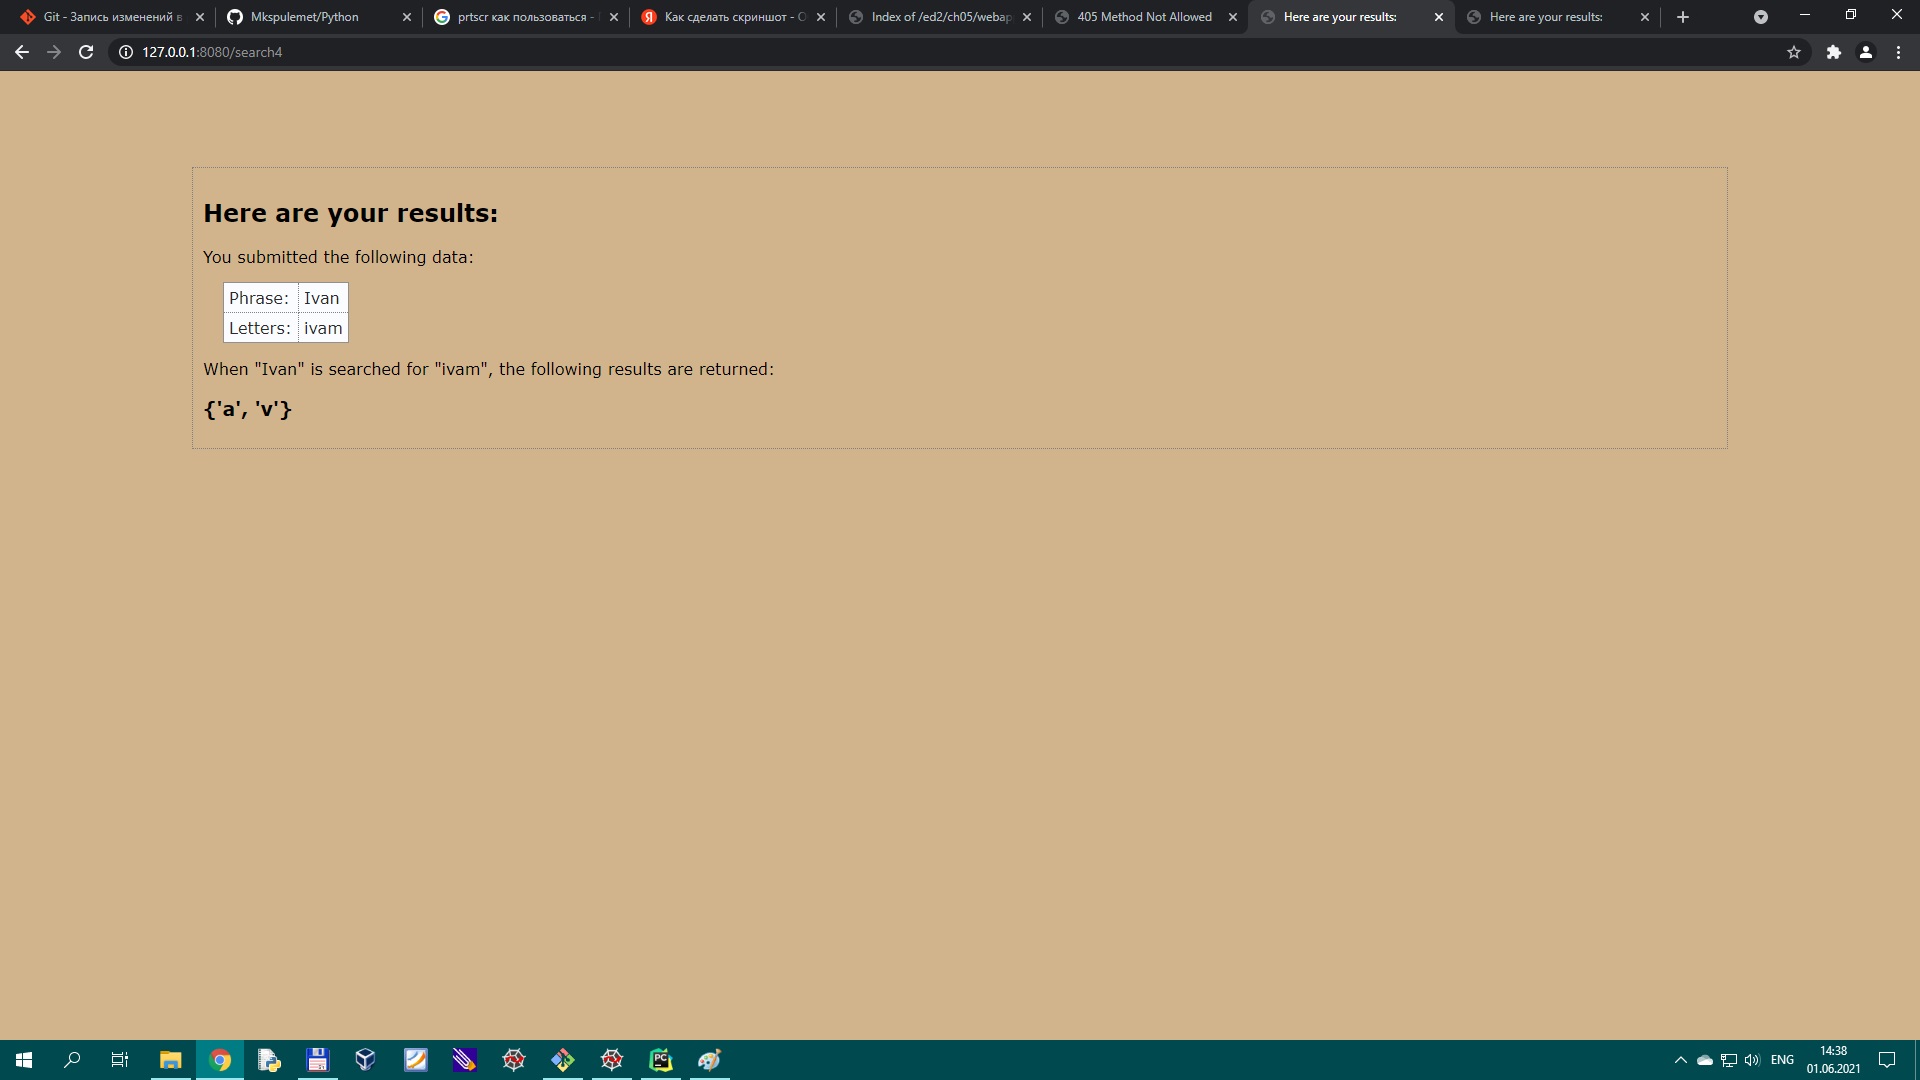 Git - Запись изменений в
Mkspulemet/Python
prtscr как пользоваться -
Как сделать скриншот - О
Index of /ed2/ch05/webap
405 Method Not Allowed
Here are your results:
Here are your results:
127.0.0.1:8080/search4
Here are your results:
You submitted the following data:
Phrase: Ivan
Letters: ivam
When "Ivan" is searched for "ivam", the following results are returned:
{'a', 'v'}
PC
ENG
14:38
01.06.2021